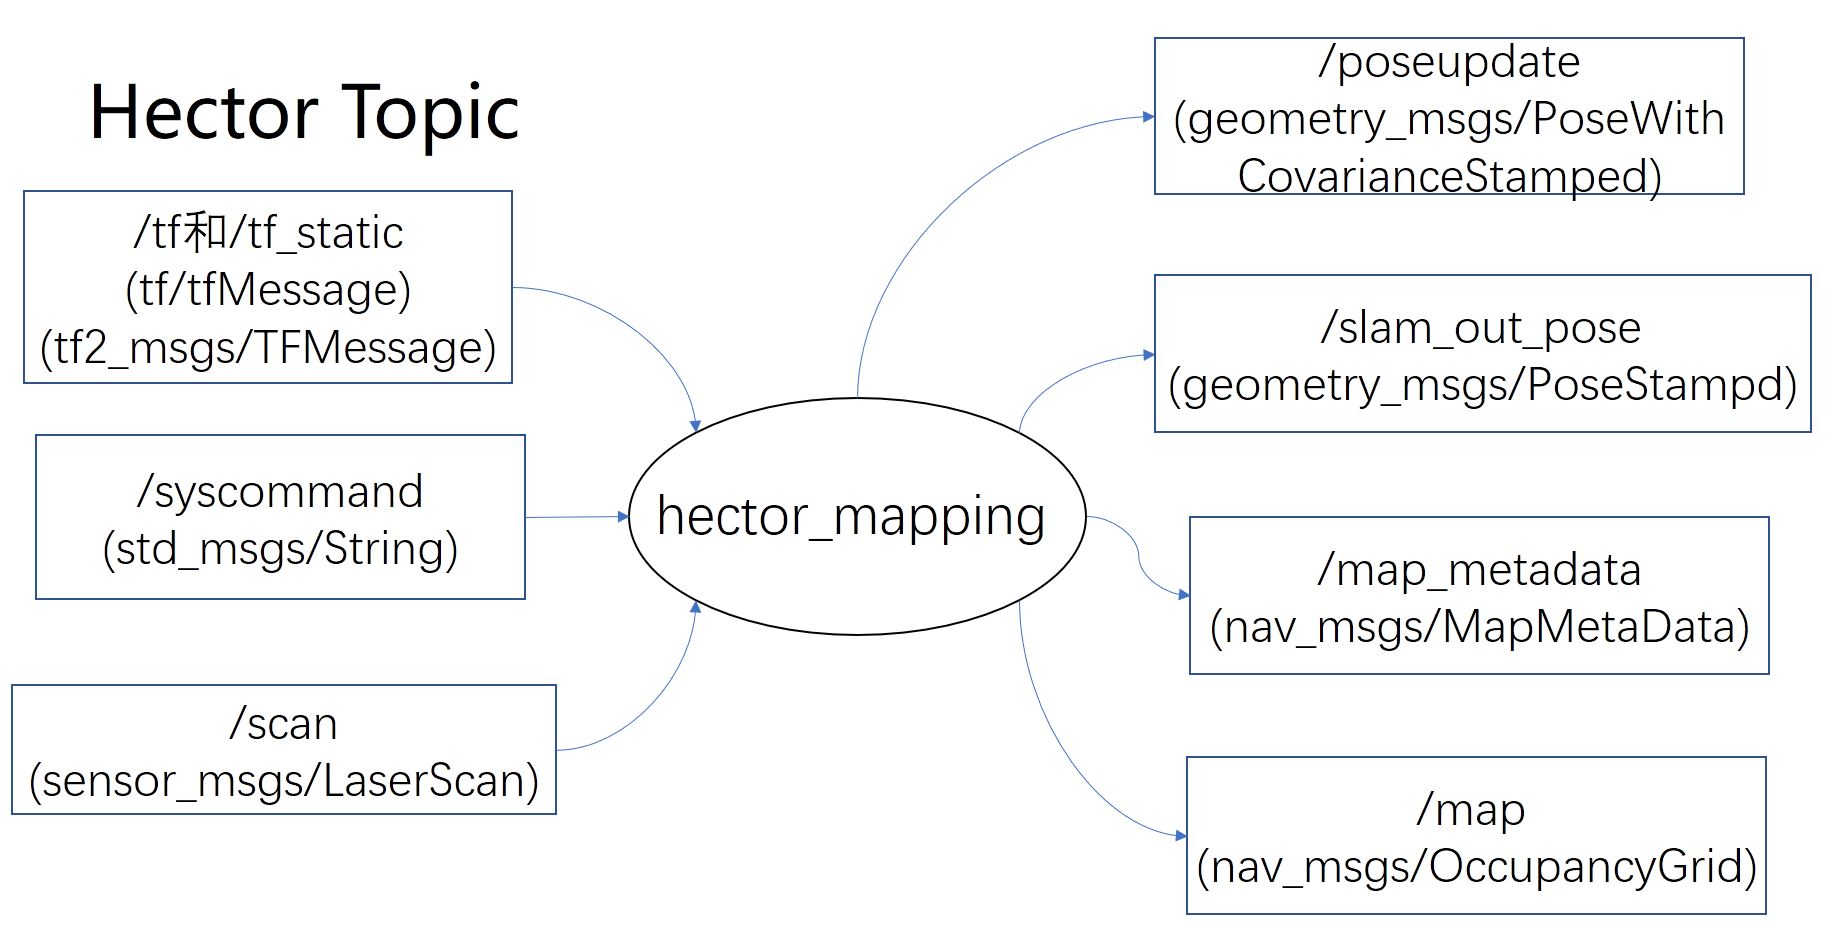 Hector Topic
/tf和/tf_static
(tf/tfMessage)
(tf2_msgs/TFMessage)
/syscommand
(std_msgs/String)
/scan
(sensor_msgs/LaserScan)
hector_mapping
/poseupdate
(geometry_msgs/PoseWith
CovarianceStamped)
/slam_out_pose
(geometry_msgs/PoseStampd)
/map_metadata
(nav_msgs/MapMetaData)
/map
(nav_msgs/OccupancyGrid)